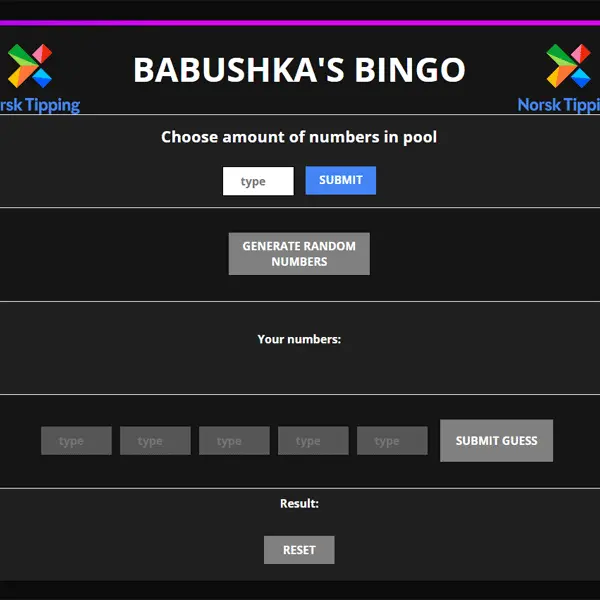 BABUSHKA'S BINGO
rsk Tipping
Norsk Tippi
Choose amount of numbers in pool
type
SUBMIT
GENERATE RANDOM
NUMBERS
Your numbers:
type
type
type
type
type
SUBMIT GUESS
Result:
RESET